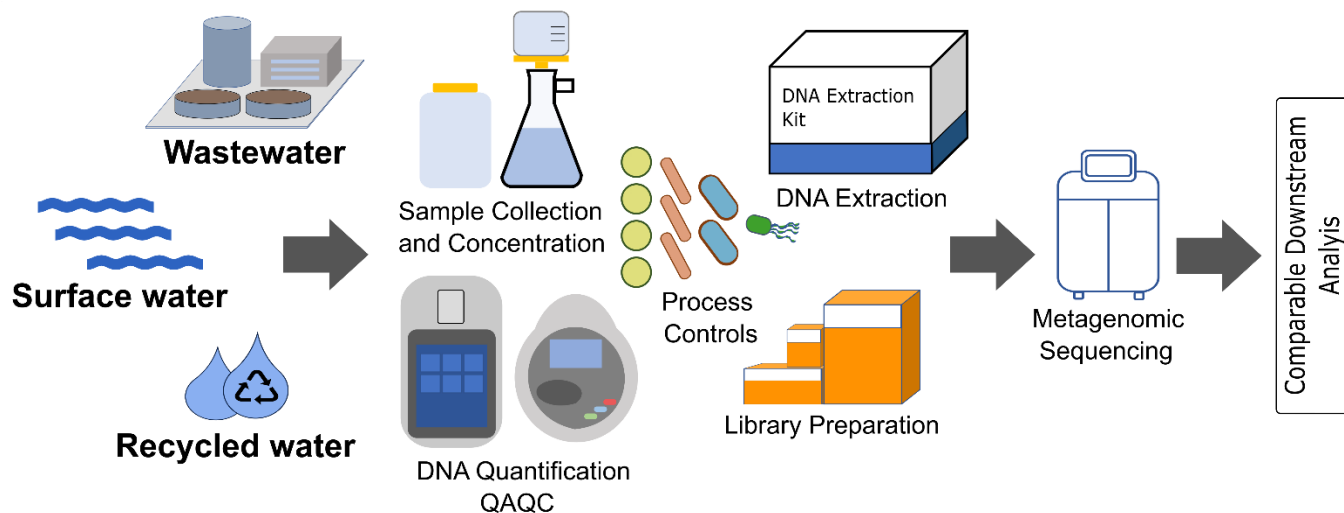 Wastewater
Surface water
Recycled water
Sample Collection
and Concentration
DNA Quantification
QAQC
Process
Controls
DNA Extraction
Kit
DNA Extraction
Library Preparation
Metagenomic
Sequencing
Comparable Downstream
Analyis